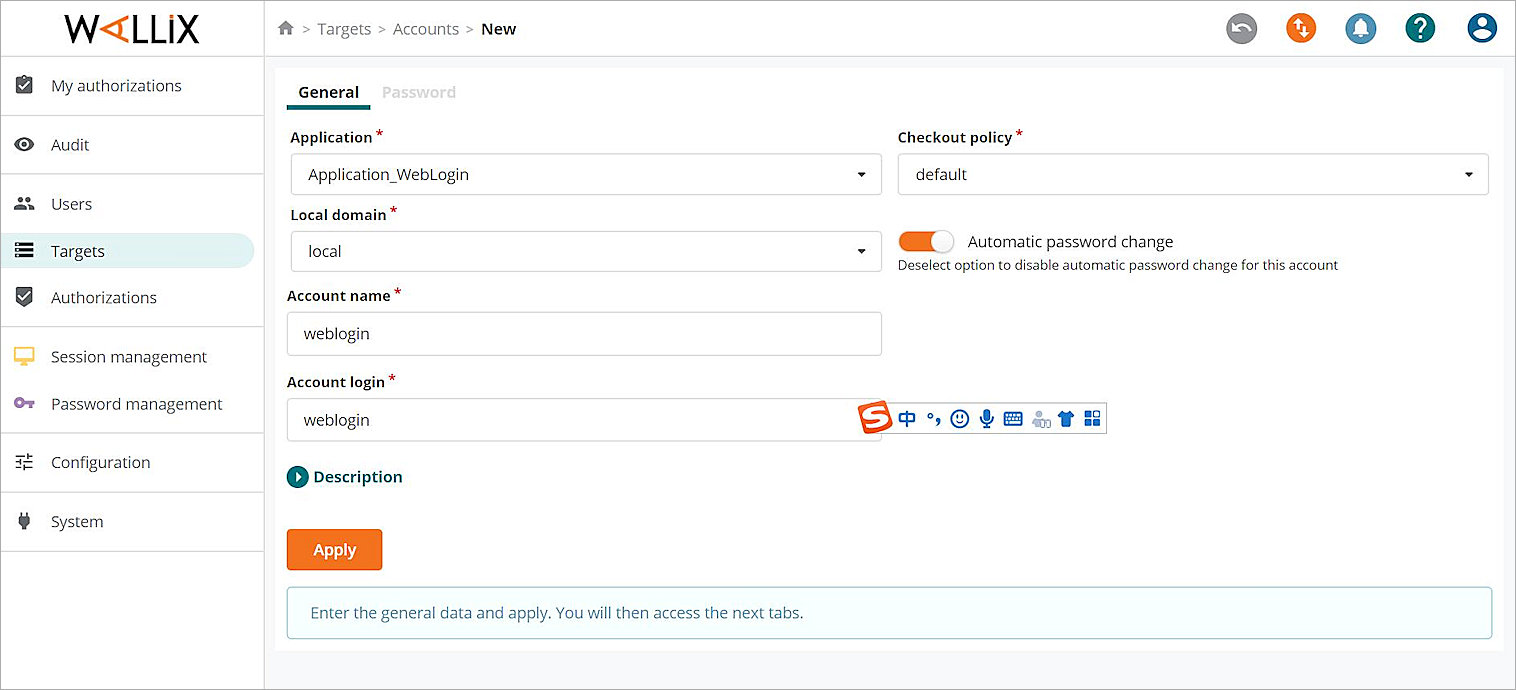 WALLIX
> Targets > Accounts > New
My authorizations
Audit
Users
Targets
Authorizations
Session management
Password management
Configuration
System
General Password
Application *
Application_WebLogin
Checkout policy *
default
Local domain *
local
Automatic password change
Deselect option to disable automatic password change for this account
Account name *
weblogin
Account login *
weblogin
S 中 °,
Description
Apply
Enter the general data and apply. You will then access the next tabs.